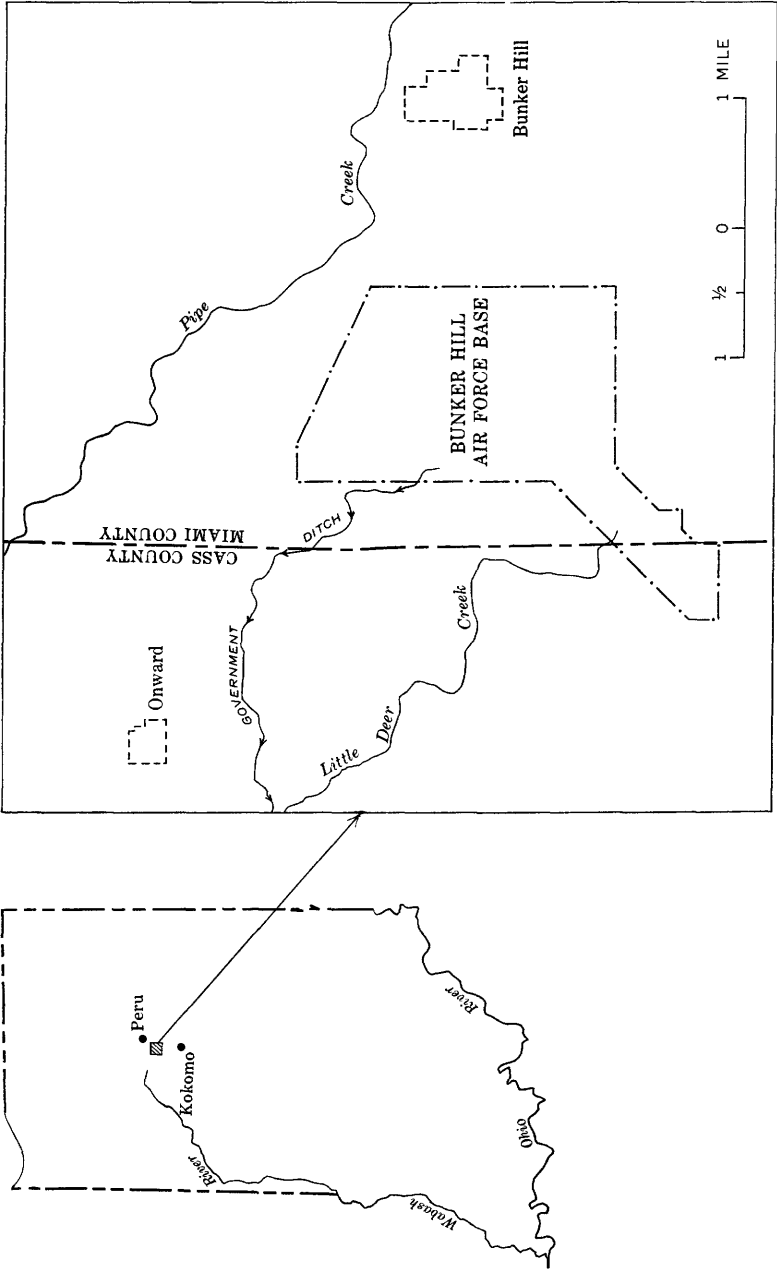 Peru
Kokomo
River
Wabash
River
Ohio
Onward
CASS COUNTY
MIAMI COUNTY
Pipe
Creek
GOVERNMENT
DITCH
Little
Deer
Creek
BUNKER HILL
AIR FORCE BASE
Bunker Hill
1 ½ 0 1 MILE